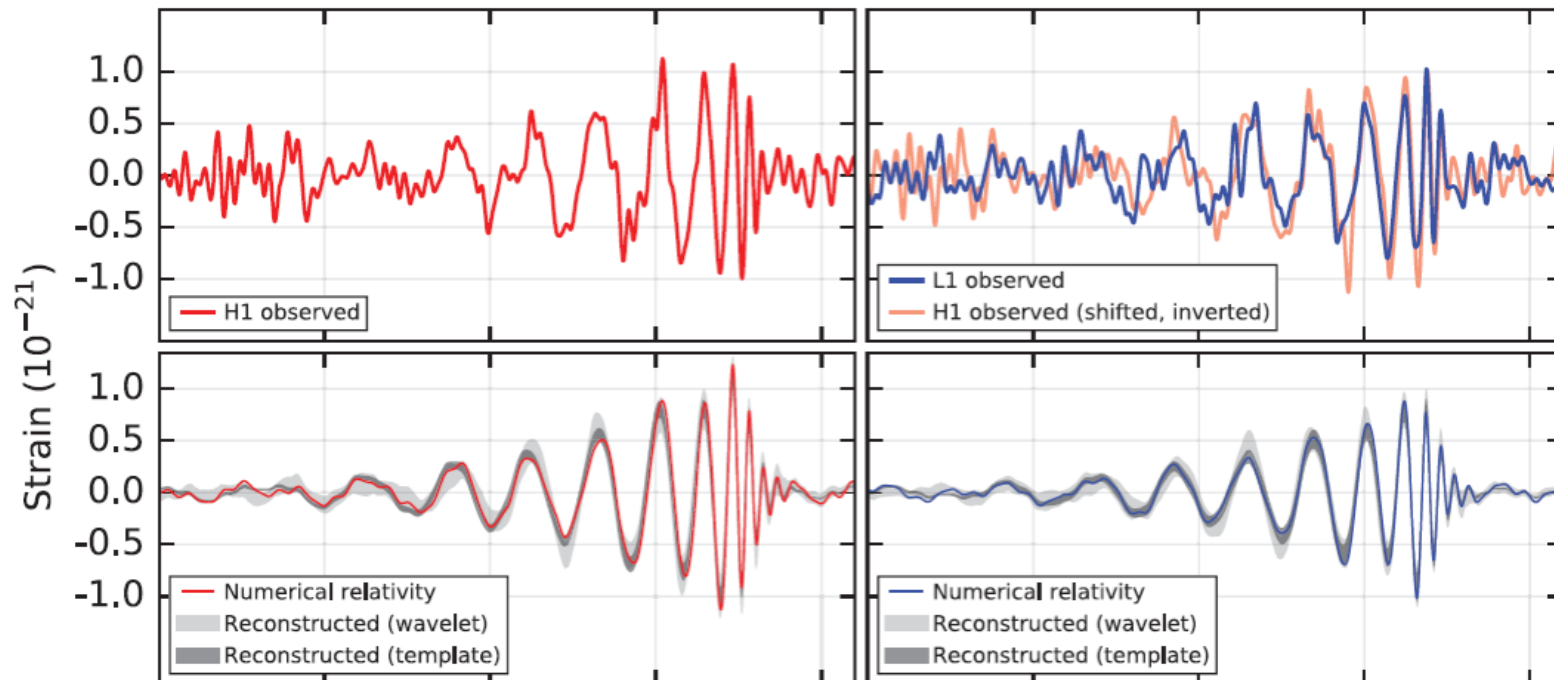 Strain (10⁻²¹)
1.0
0.5
0.0
-0.5
-1.0
H1 observed
L1 observed
H1 observed (shifted, inverted)
1.0
0.5
0.0
-0.5
-1.0
Numerical relativity
Reconstructed (wavelet)
Reconstructed (template)
Numerical relativity
Reconstructed (wavelet)
Reconstructed (template)